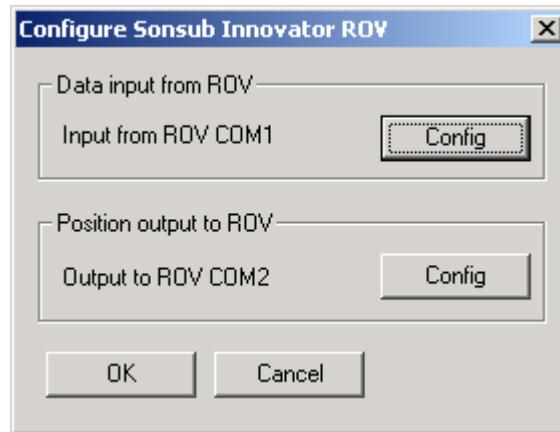 Configure Sonsub Innovator ROV
Data input from ROV
Input from ROV COM1 Config
Position output to ROV
Output to ROV COM2 Config
OK Cancel